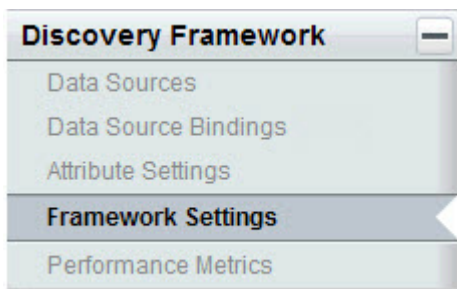 Discovery Framework
Data Sources
Data Source Bindings
Attribute Settings
Framework Settings
Performance Metrics